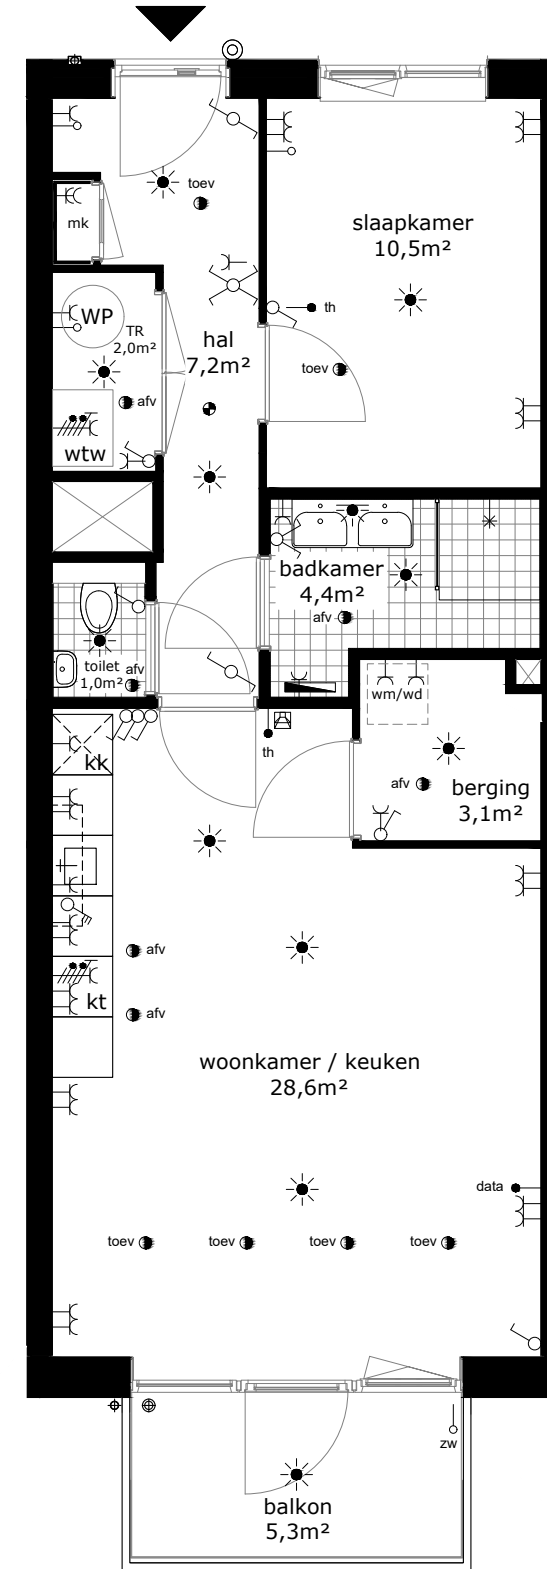 toev
mk
slaapkamer
10,5m²
WP
TR
2,0m²
th
hal
7,2m²
toev
afv
wtw
badkamer
4,4m²
afv
toilet
1,0m²
afv
wm/wd
kk
th
berging
3,1m²
afv
afv
kt
afv
woonkamer / keuken
28,6m²
data
toev
toev
toev
toev
zw
balkon
5,3m²